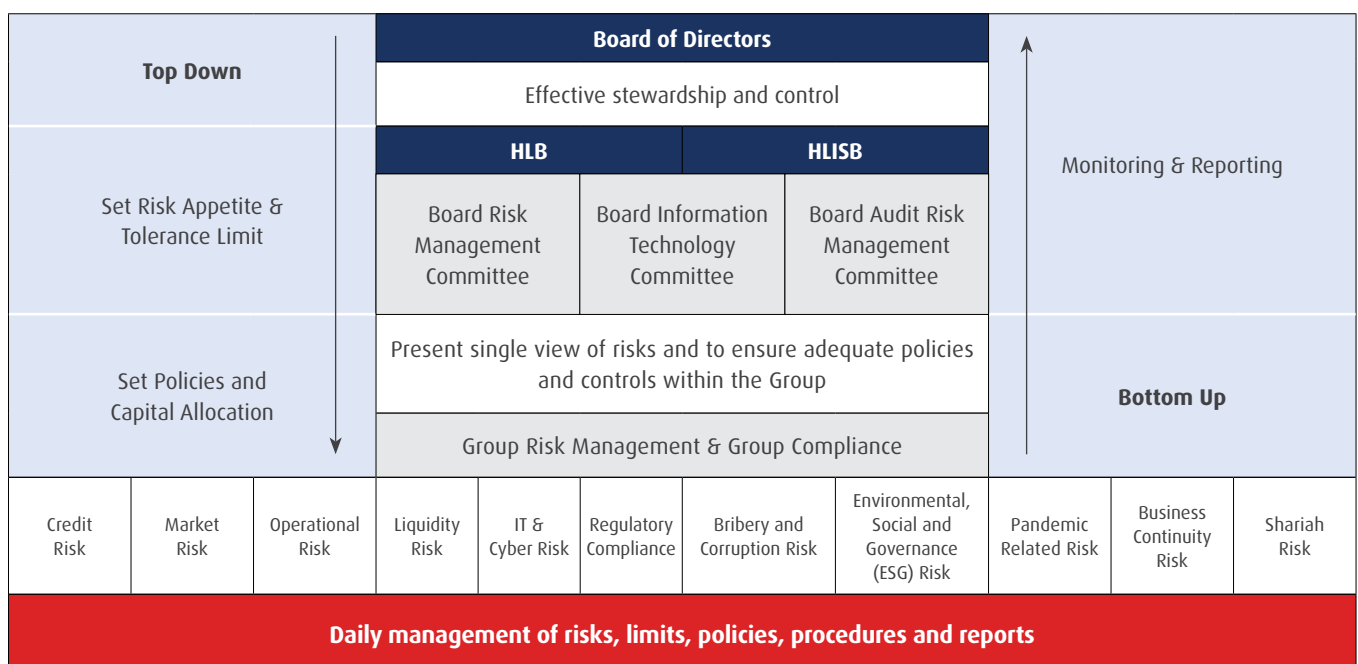 Board of Directors
Top Down
Effective stewardship and control
HLB
HLISB
Monitoring & Reporting
Set Risk Appetite &
Tolerance Limit
Board Risk
Management
Committee
Board Information
Technology
Committee
Board Audit Risk
Management
Committee
Present single view of risks and to ensure adequate policies
and controls within the Group
Set Policies and
Capital Allocation
Bottom Up
Group Risk Management & Group Compliance
Credit
Risk
Market
Risk
Operational
Risk
Liquidity
Risk
IT &
Cyber Risk
Regulatory
Compliance
Bribery and
Corruption Risk
Environmental,
Social and
Governance
(ESG) Risk
Pandemic
Related Risk
Business
Continuity
Risk
Shariah
Risk
Daily management of risks, limits, policies, procedures and reports